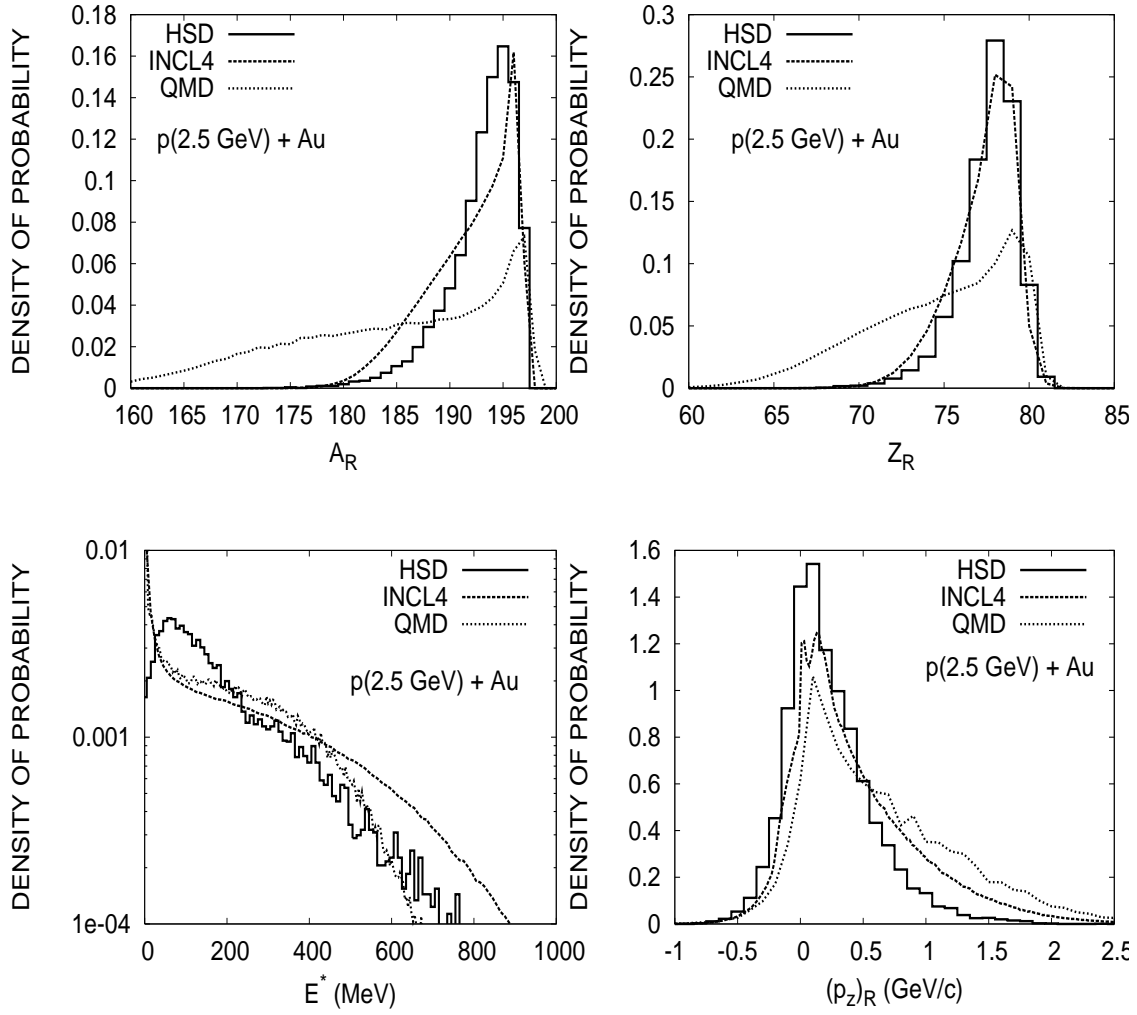 DENSITY OF PROBABILITY
0.18
0.16
0.14
0.12
0.1
0.08
0.06
0.04
0.02
0
160 165 170 175 180 185 190 195 200
A_R
HSD
INCL4
QMD
p(2.5 GeV) + Au
DENSITY OF PROBABILITY
0.3
0.25
0.2
0.15
0.1
0.05
0
60 65 70 75 80 85
Z_R
HSD
INCL4
QMD
p(2.5 GeV) + Au
DENSITY OF PROBABILITY
0.01
0.001
1e-04
0 200 400 600 800 1000
E^* (MeV)
HSD
INCL4
QMD
p(2.5 GeV) + Au
DENSITY OF PROBABILITY
1.6
1.4
1.2
1
0.8
0.6
0.4
0.2
0
-1 -0.5 0 0.5 1 1.5 2 2.5
(p_z)_R (GeV/c)
HSD
INCL4
QMD
p(2.5 GeV) + Au